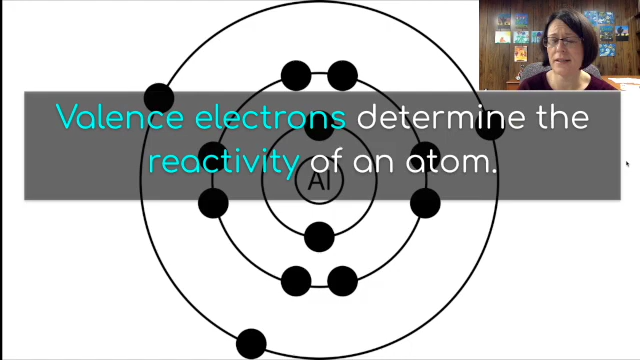 Valence electrons determine the
reactivity of an atom.
Al